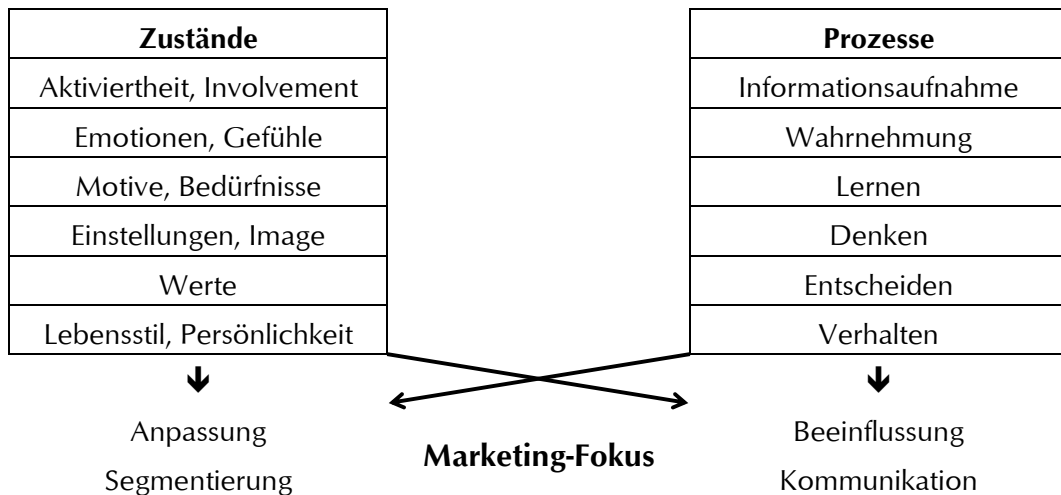 Zustände
Aktiviertheit, Involvement
Emotionen, Gefühle
Motive, Bedürfnisse
Einstellungen, Image
Werte
Lebensstil, Persönlichkeit
Anpassung
Segmentierung
Prozesse
Informationsaufnahme
Wahrnehmung
Lernen
Denken
Entscheiden
Verhalten
Beeinflussung
Kommunikation
Marketing-Fokus